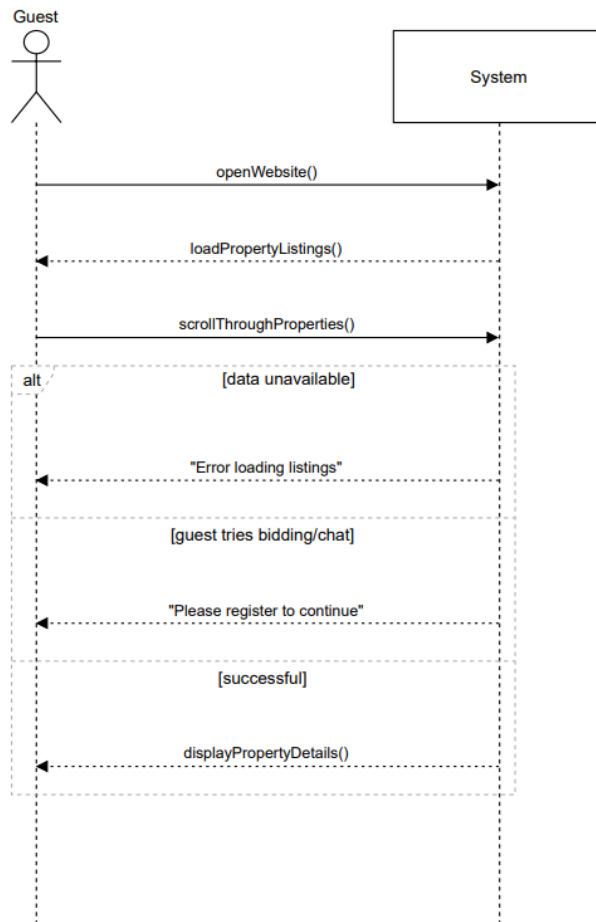 Guest
System
openWebsite()
loadPropertyListings()
scrollThroughProperties()
alt
[data unavailable]
"Error loading listings"
[guest tries bidding/chat]
"Please register to continue"
[successful]
displayPropertyDetails()